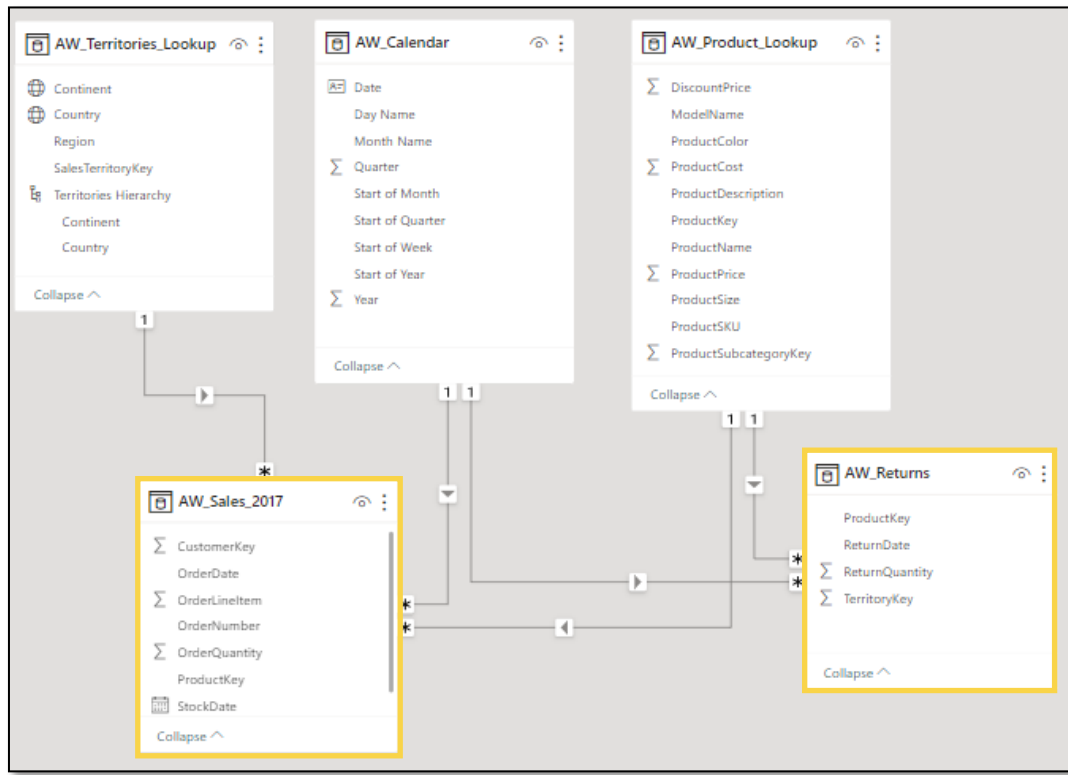 AW_Territories_Lookup
Continent
Country
Region
SalesTerritoryKey
Territories Hierarchy
Continent
Country
Collapse
AW_Calendar
Date
Day Name
Month Name
Quarter
Start of Month
Start of Quarter
Start of Week
Start of Year
Year
Collapse
AW_Product_Lookup
DiscountPrice
ModelName
ProductColor
ProductCost
ProductDescription
ProductKey
ProductName
ProductPrice
ProductSize
ProductSKU
ProductSubcategoryKey
Collapse
1
1 1
1 1
*
AW_Sales_2017
CustomerKey
OrderDate
OrderLineItem
OrderNumber
OrderQuantity
ProductKey
StockDate
Collapse
*
*
AW_Returns
ProductKey
ReturnDate
ReturnQuantity
TerritoryKey
Collapse
*
*